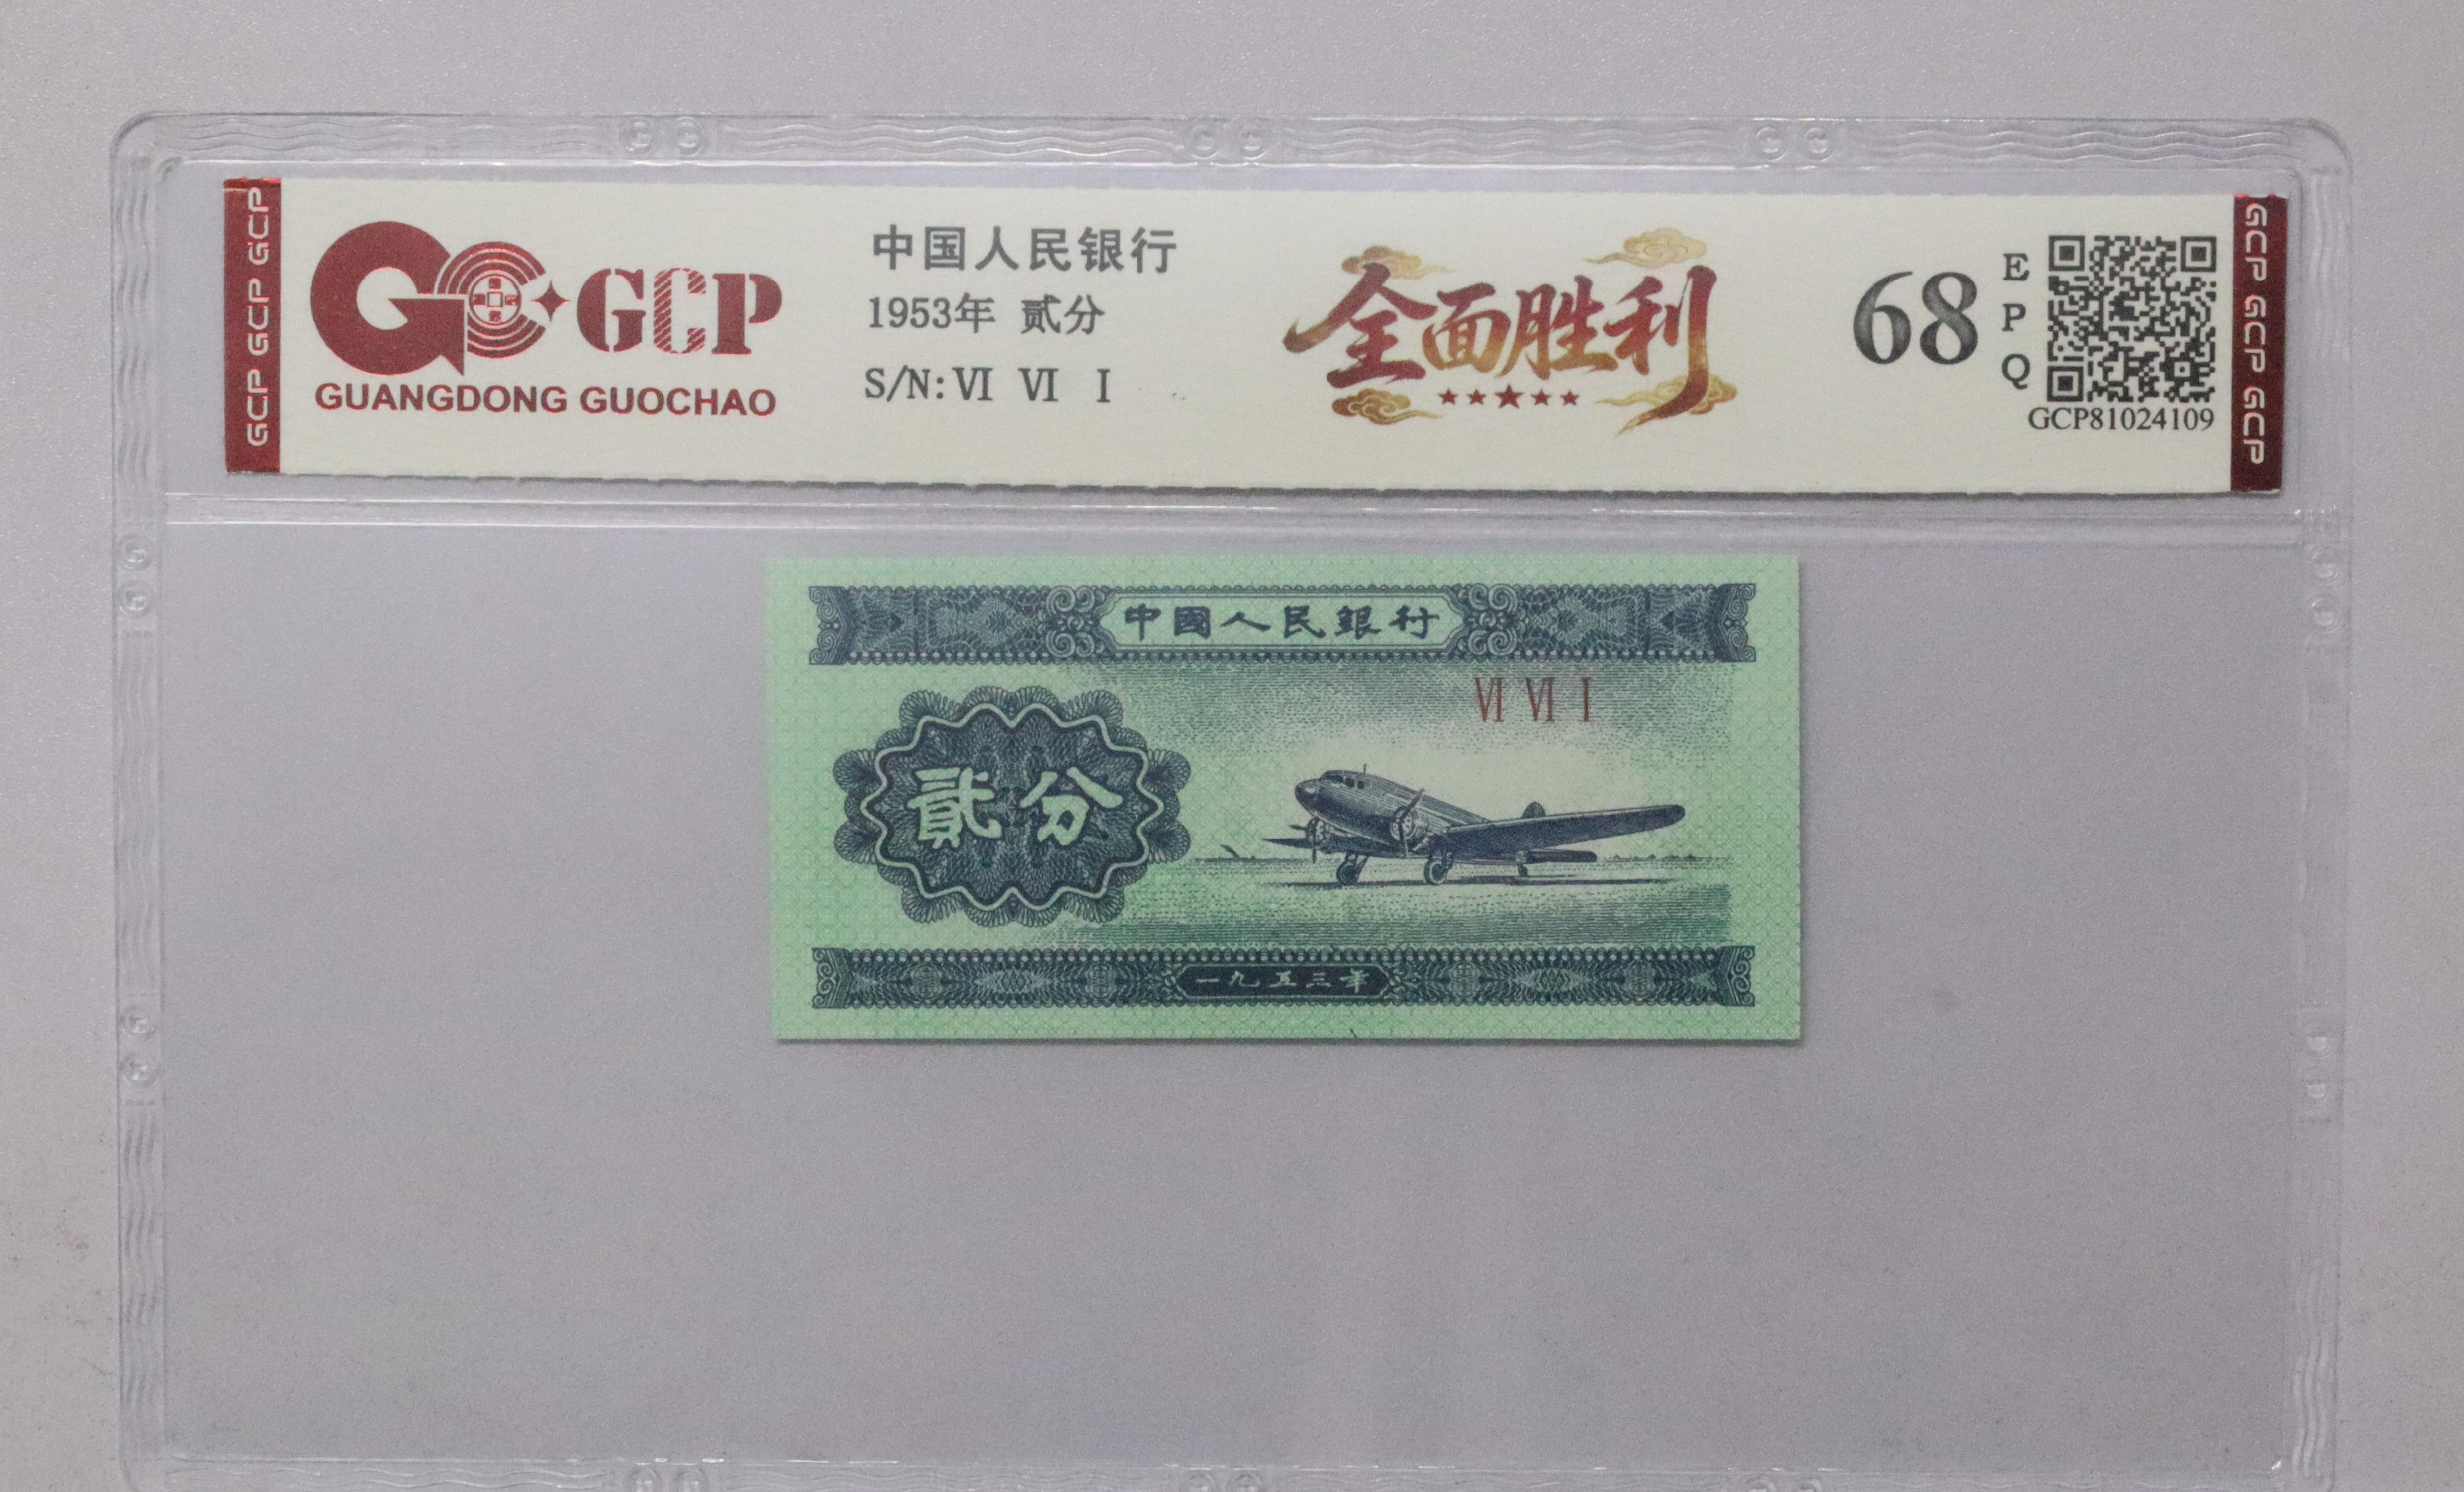 GCP GCP GCP
GCP
GUANGDONG GUOCHAO
中国人民银行
1953年 贰分
S/N: VI VI I
全面胜利
68
EPQ
GCP81024109
GCP GCP GCP
中國人民銀行
VI VI I
貳分
一九五三年